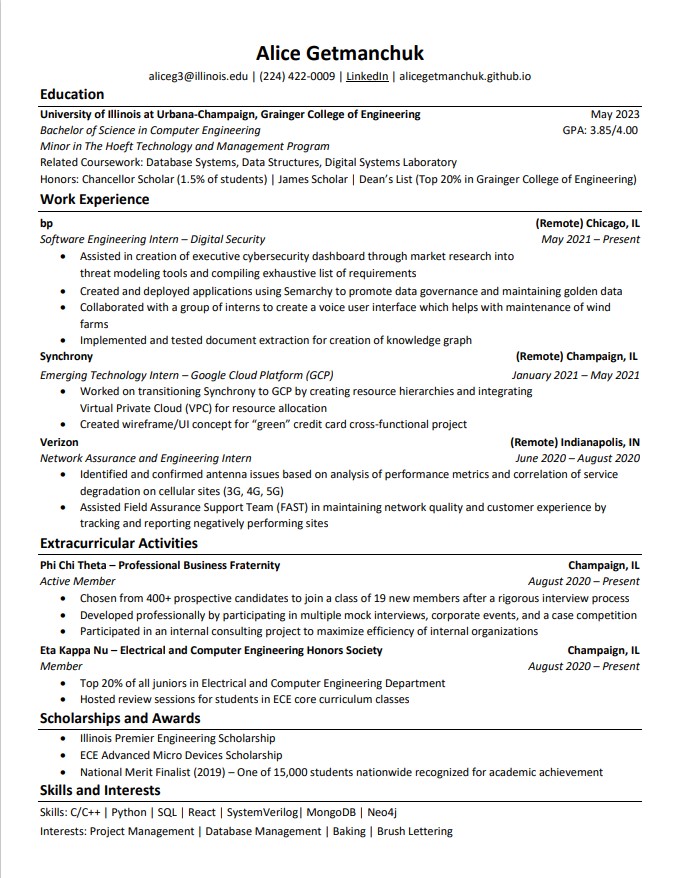 Alice Getmanchuk
aliceg3@illinois.edu | (224) 422-0009 | LinkedIn | alicegetmanchuk.github.io
Education
University of Illinois at Urbana-Champaign, Grainger College of Engineering May 2023
Bachelor of Science in Computer Engineering GPA: 3.85/4.00
Minor in The Hoeft Technology and Management Program
Related Coursework: Database Systems, Data Structures, Digital Systems Laboratory
Honors: Chancellor Scholar (1.5% of students) | James Scholar | Dean’s List (Top 20% in Grainger College of Engineering)
Work Experience
bp (Remote) Chicago, IL
Software Engineering Intern – Digital Security May 2021 – Present
• Assisted in creation of executive cybersecurity dashboard through market research into
threat modeling tools and compiling exhaustive list of requirements
• Created and deployed applications using Semarchy to promote data governance and maintaining golden data
• Collaborated with a group of interns to create a voice user interface which helps with maintenance of wind
farms
• Implemented and tested document extraction for creation of knowledge graph
Synchrony (Remote) Champaign, IL
Emerging Technology Intern – Google Cloud Platform (GCP) January 2021 – May 2021
• Worked on transitioning Synchrony to GCP by creating resource hierarchies and integrating
Virtual Private Cloud (VPC) for resource allocation
• Created wireframe/UI concept for “green” credit card cross-functional project
Verizon (Remote) Indianapolis, IN
Network Assurance and Engineering Intern June 2020 – August 2020
• Identified and confirmed antenna issues based on analysis of performance metrics and correlation of service
degradation on cellular sites (3G, 4G, 5G)
• Assisted Field Assurance Support Team (FAST) in maintaining network quality and customer experience by
tracking and reporting negatively performing sites
Extracurricular Activities
Phi Chi Theta – Professional Business Fraternity Champaign, IL
Active Member August 2020 – Present
• Chosen from 400+ prospective candidates to join a class of 19 new members after a rigorous interview process
• Developed professionally by participating in multiple mock interviews, corporate events, and a case competition
• Participated in an internal consulting project to maximize efficiency of internal organizations
Eta Kappa Nu – Electrical and Computer Engineering Honors Society Champaign, IL
Member August 2020 – Present
• Top 20% of all juniors in Electrical and Computer Engineering Department
• Hosted review sessions for students in ECE core curriculum classes
Scholarships and Awards
• Illinois Premier Engineering Scholarship
• ECE Advanced Micro Devices Scholarship
• National Merit Finalist (2019) – One of 15,000 students nationwide recognized for academic achievement
Skills and Interests
Skills: C/C++ | Python | SQL | React | SystemVerilog| MongoDB | Neo4j
Interests: Project Management | Database Management | Baking | Brush Lettering